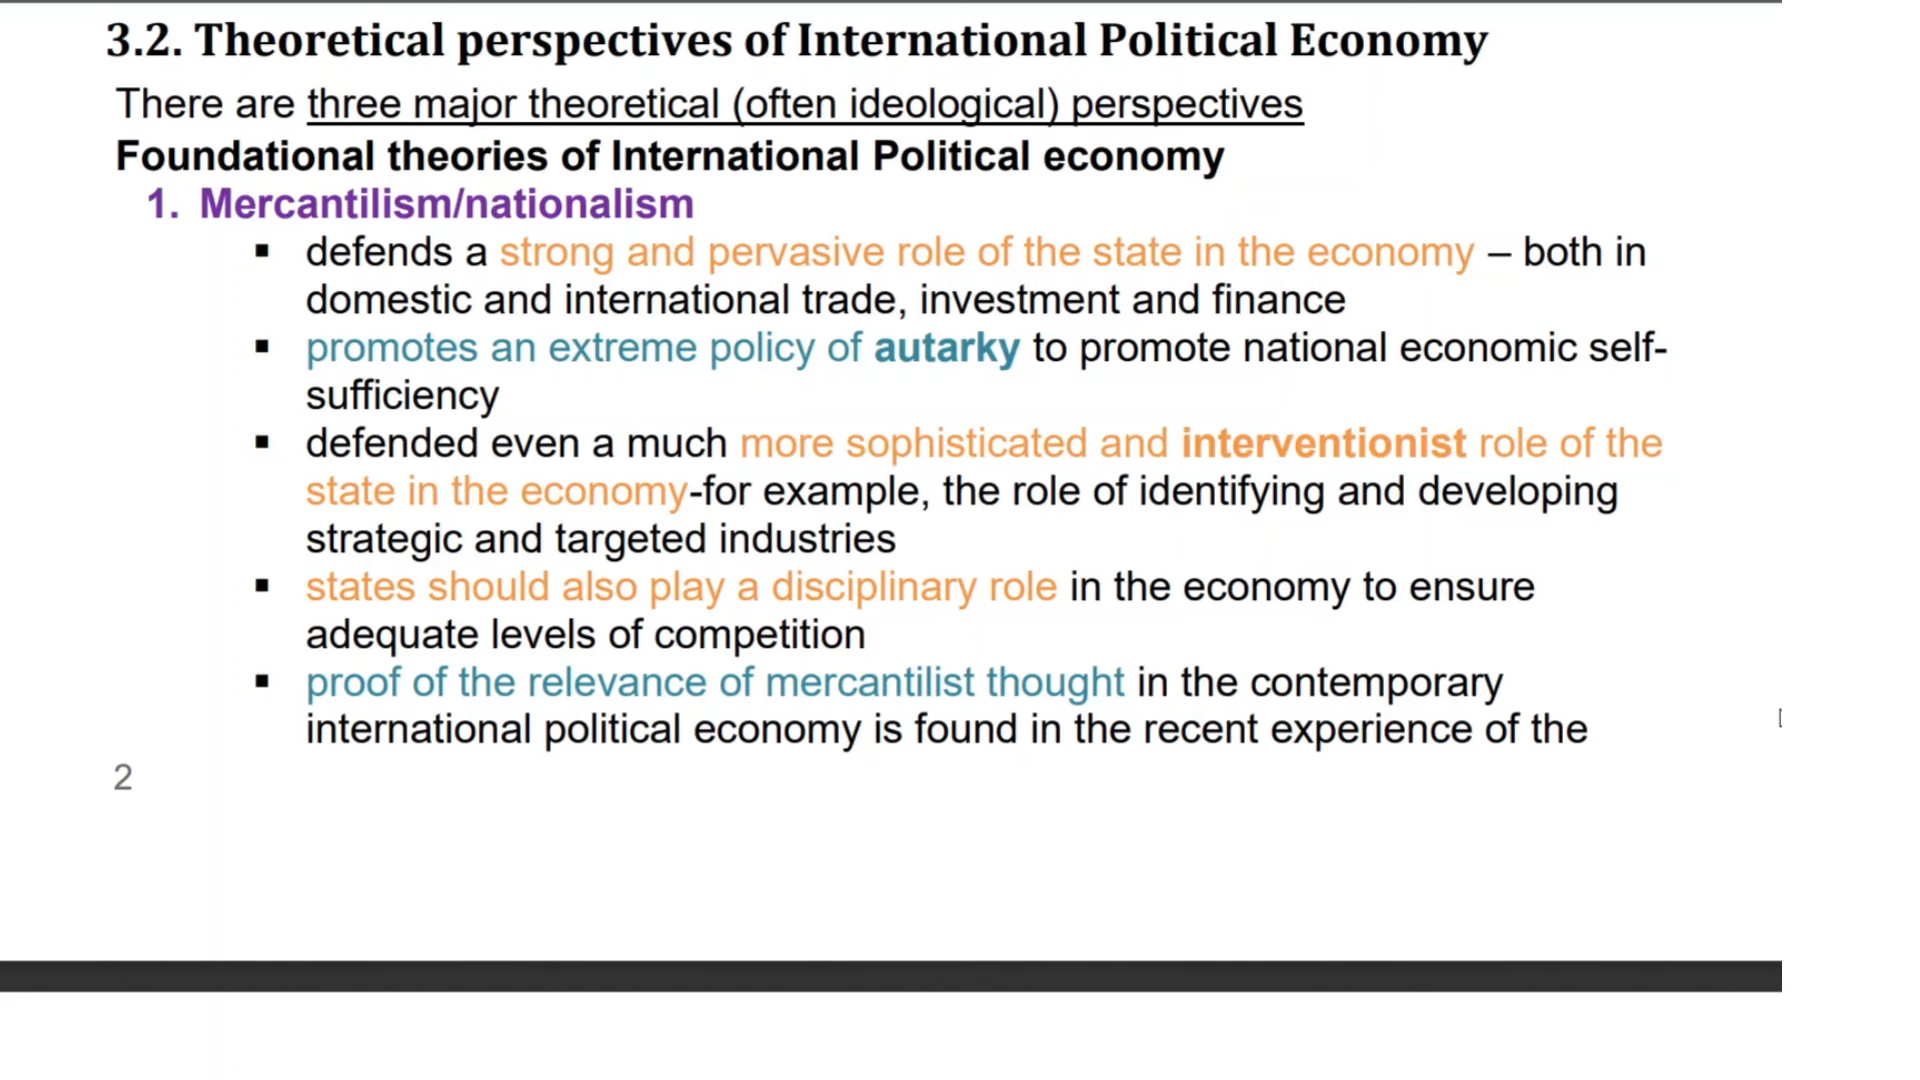 3.2. Theoretical perspectives of International Political Economy
There are three major theoretical (often ideological) perspectives
Foundational theories of International Political economy
1. Mercantilism/nationalism
▪ defends a strong and pervasive role of the state in the economy – both in
domestic and international trade, investment and finance
▪ promotes an extreme policy of autarky to promote national economic self-
sufficiency
▪ defended even a much more sophisticated and interventionist role of the
state in the economy-for example, the role of identifying and developing
strategic and targeted industries
▪ states should also play a disciplinary role in the economy to ensure
adequate levels of competition
▪ proof of the relevance of mercantilist thought in the contemporary
international political economy is found in the recent experience of the
2